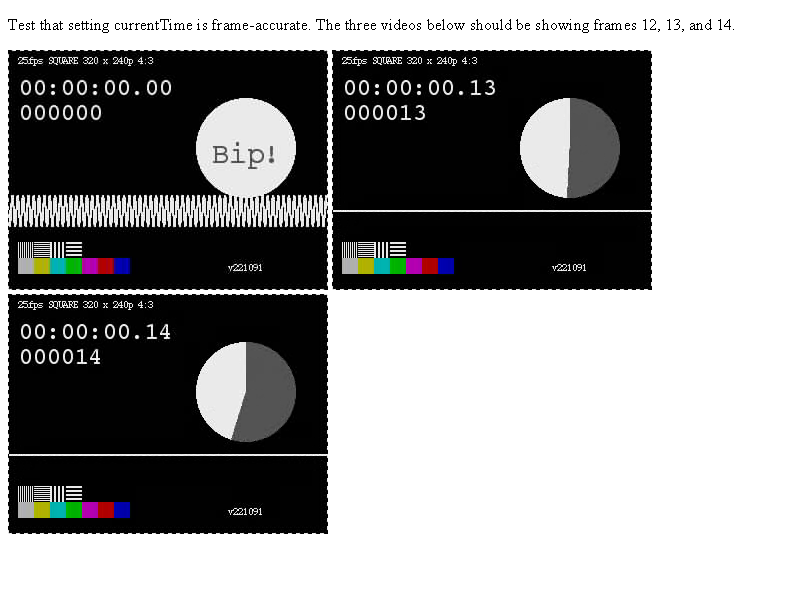 Test that setting currentTime is frame-accurate. The three videos below should be showing frames 12, 13, and 14.
25fps SQUARE 320 x 240p 4:3
00:00:00.00
000000
Bip!
v221091
25fps SQUARE 320 x 240p 4:3
00:00:00.13
000013
v221091
25fps SQUARE 320 x 240p 4:3
00:00:00.14
000014
v221091